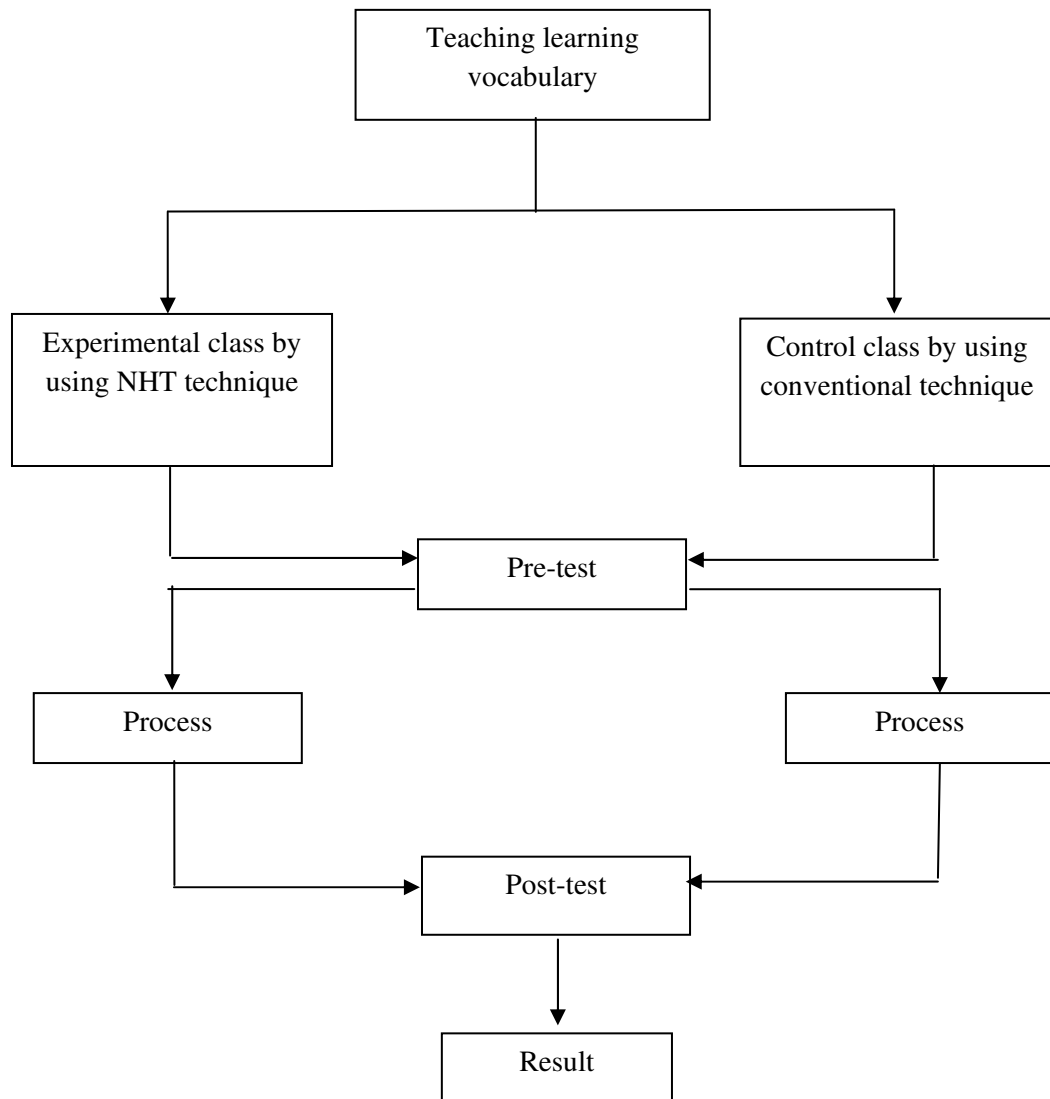 Teaching learning
vocabulary
Experimental class by
using NHT technique
Control class by using
conventional technique
Pre-test
Process
Process
Post-test
Result